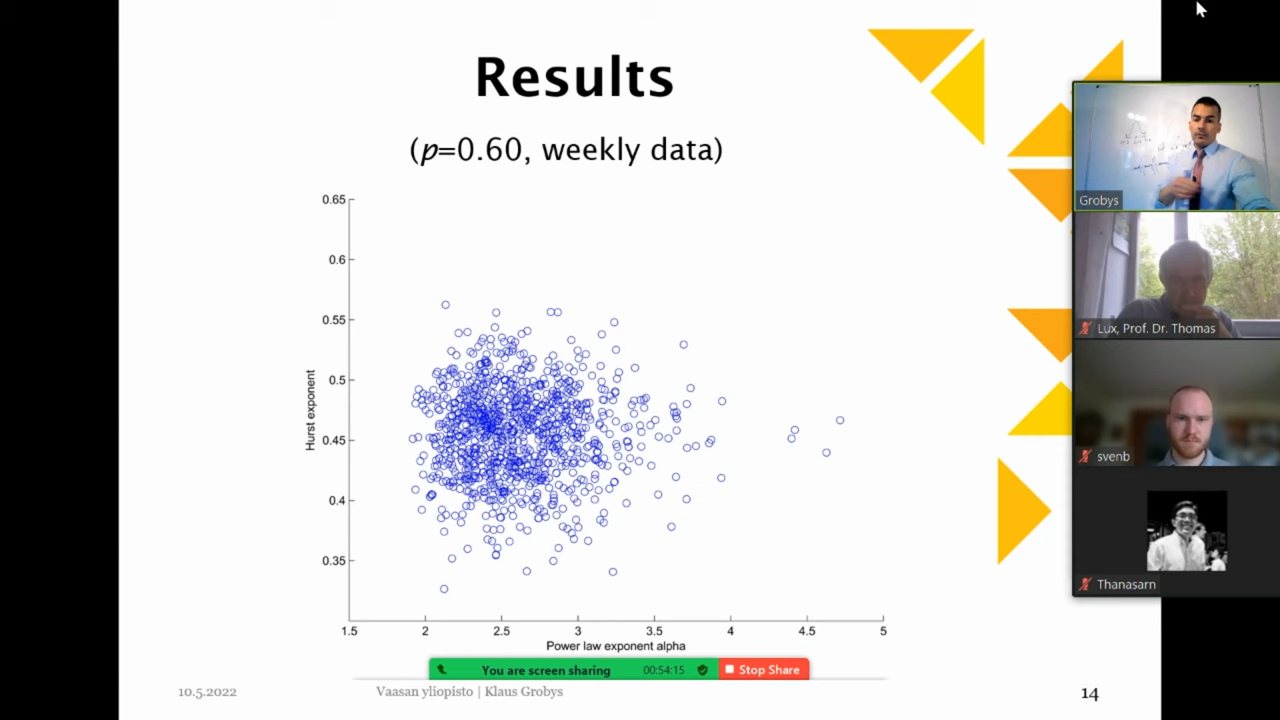 Results
(p=0.60, weekly data)
0.65
0.6
0.55
0.5
0.45
0.4
0.35
Hurst exponent
1.5 2 2.5 3 3.5 4 4.5 5
Power law exponent alpha
You are screen sharing 00:54:15 Stop Share
10.5.2022 Vaasan yliopisto | Klaus Grobys 14
Grobys
Lux, Prof. Dr. Thomas
svenb
Thanasarn